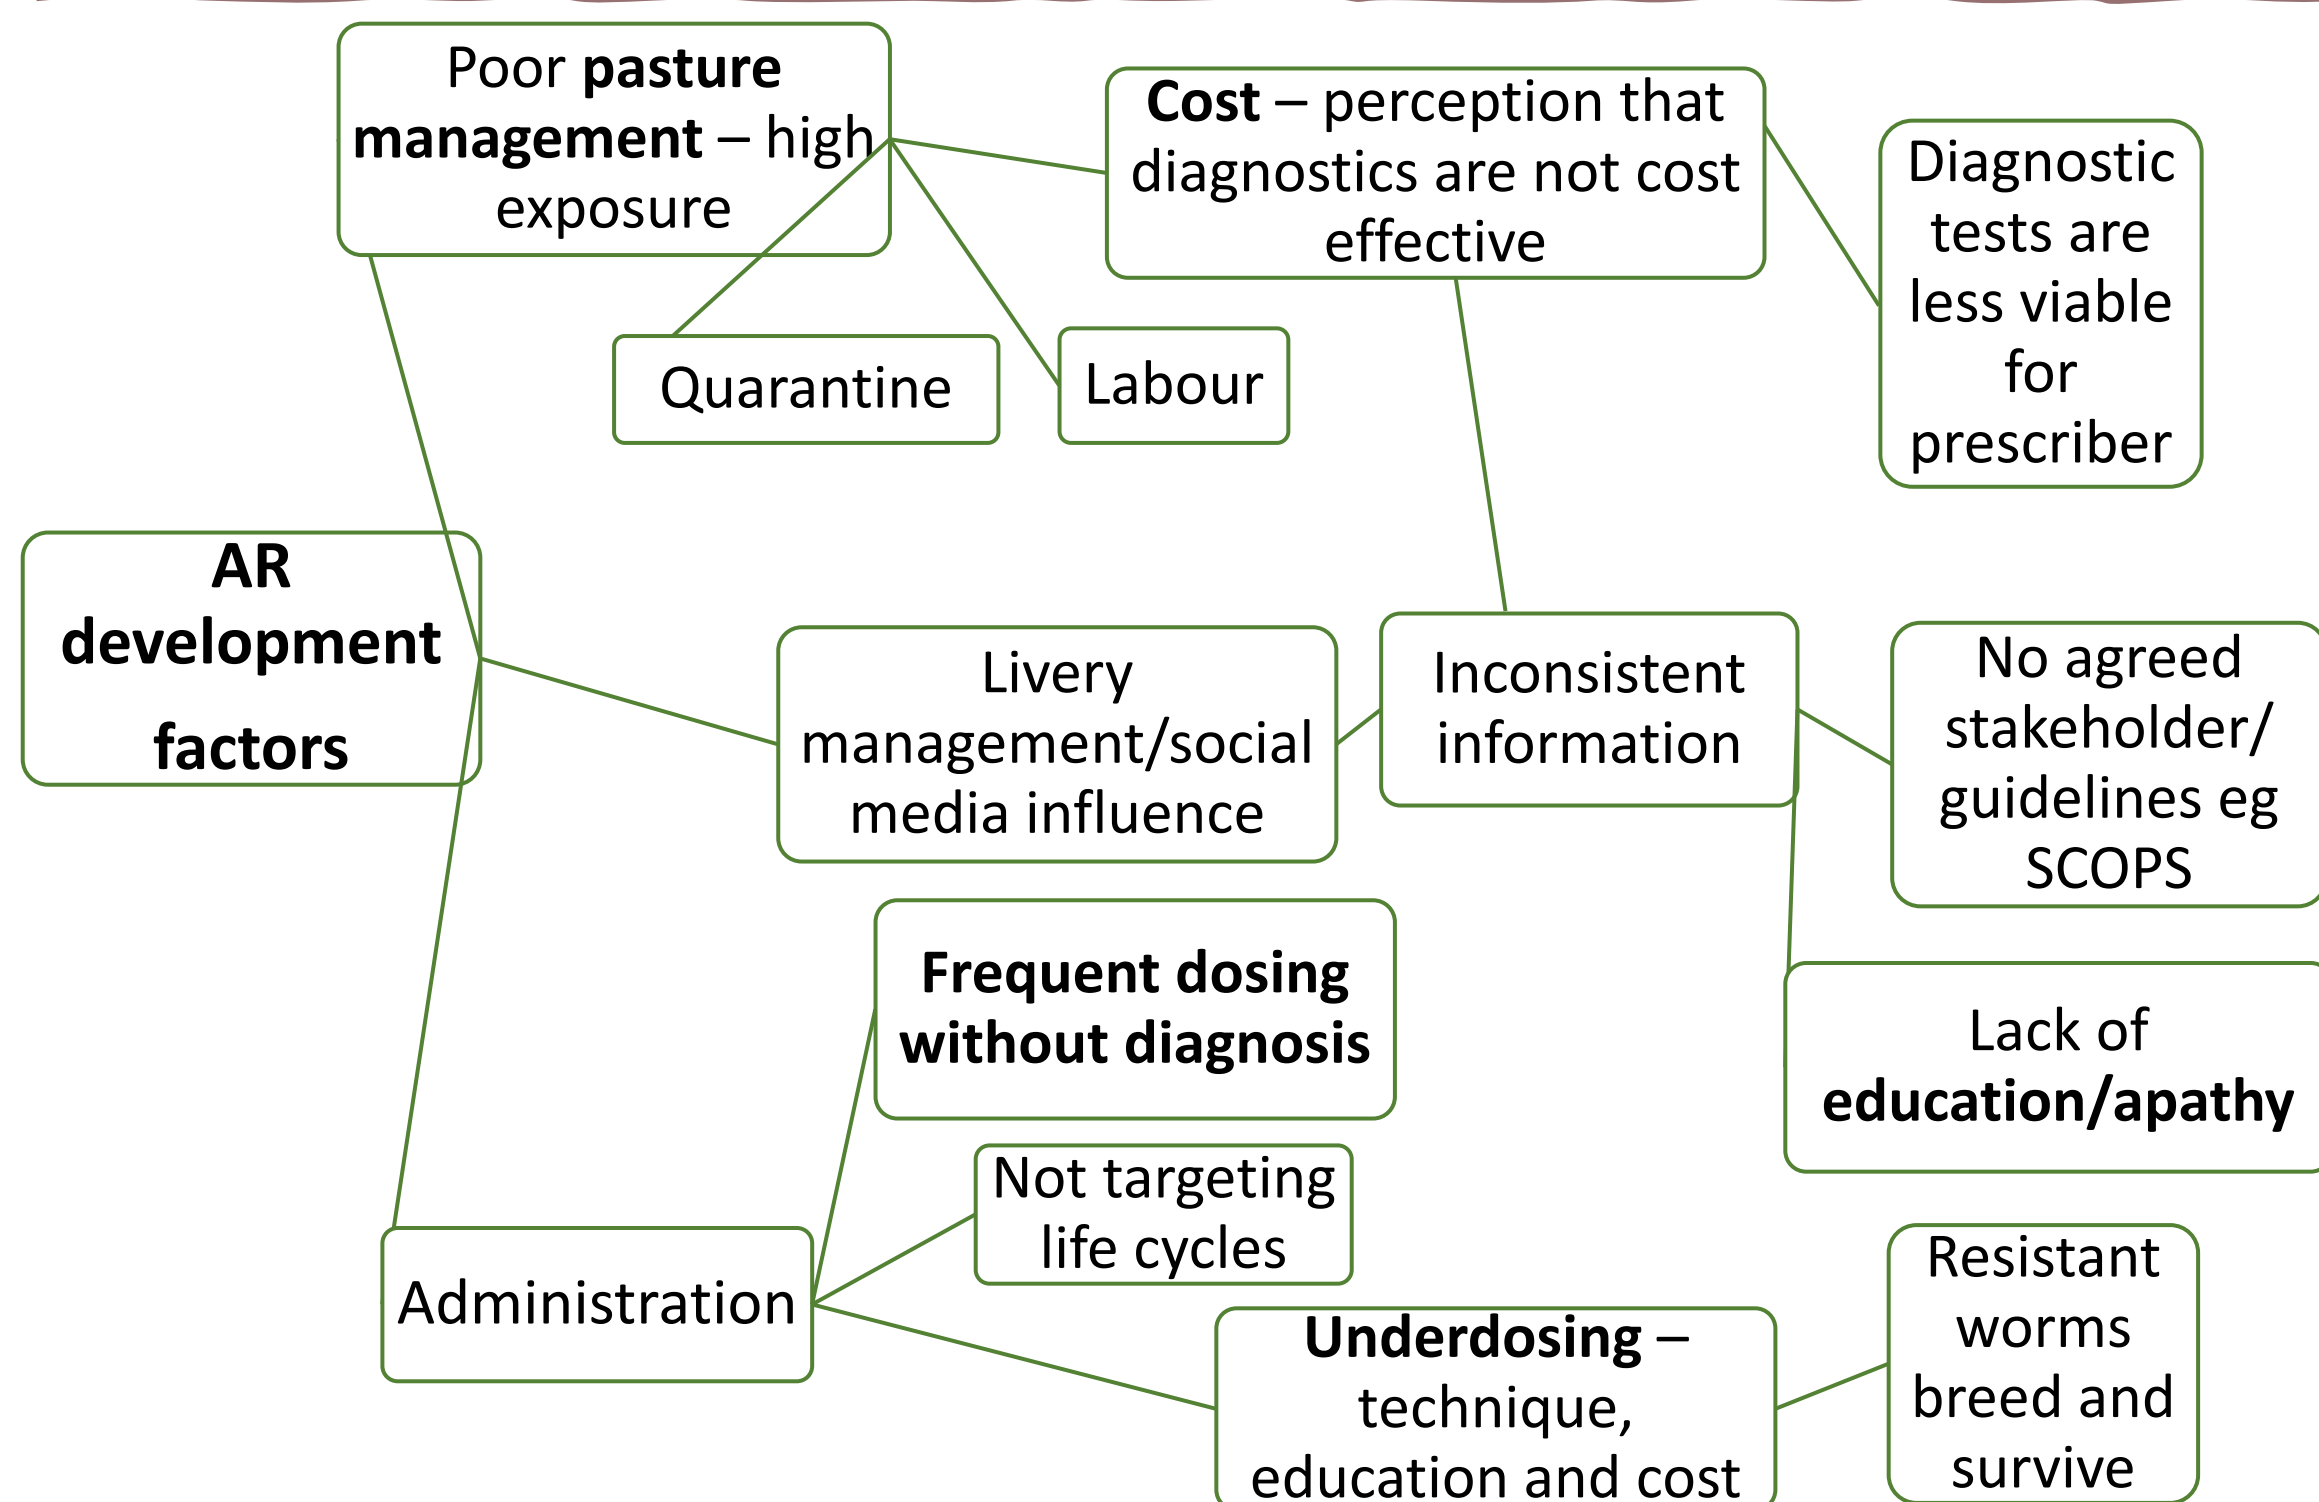 Poor pasture
management – high
exposure
Cost – perception that
diagnostics are not cost
effective
Diagnostic
tests are
less viable
for
prescriber
Quarantine
Labour
AR
development
factors
Livery
management/social
media influence
Inconsistent
information
No agreed
stakeholder/
guidelines eg
SCOPS
Frequent dosing
without diagnosis
Lack of
education/apathy
Not targeting
life cycles
Administration
Underdosing –
technique,
education and cost
Resistant
worms
breed and
survive